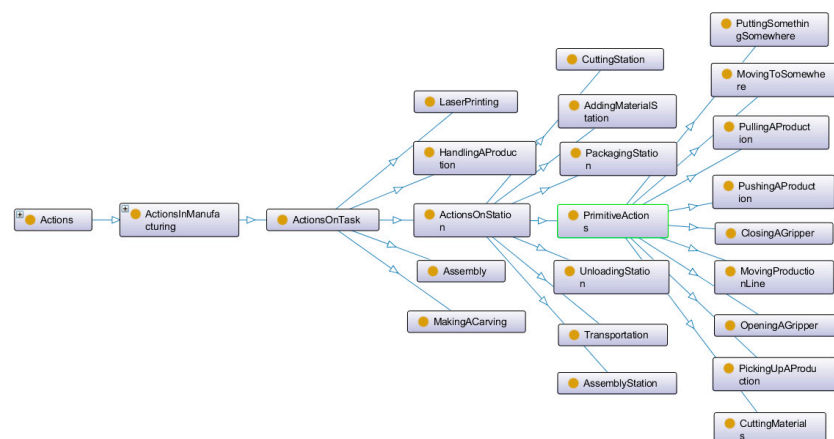 PuttingSomethin
gSomewhere
CuttingStation
MovingToSomewhe
re
LaserPrinting
AddingMaterialS
tation
PullingAProduct
ion
HandlingAProduc
tion
PackagingStatio
n
PushingAProduct
ion
Actions
ActionsInManufa
cturing
ActionsOnTask
ActionsOnStatio
n
PrimitiveAction
s
ClosingAGripper
Assembly
UnloadingStatio
n
MovingProductio
nLine
MakingACarving
Transportation
OpeningAGripper
AssemblyStation
PickingUpAProdu
ction
CuttingMaterial
s